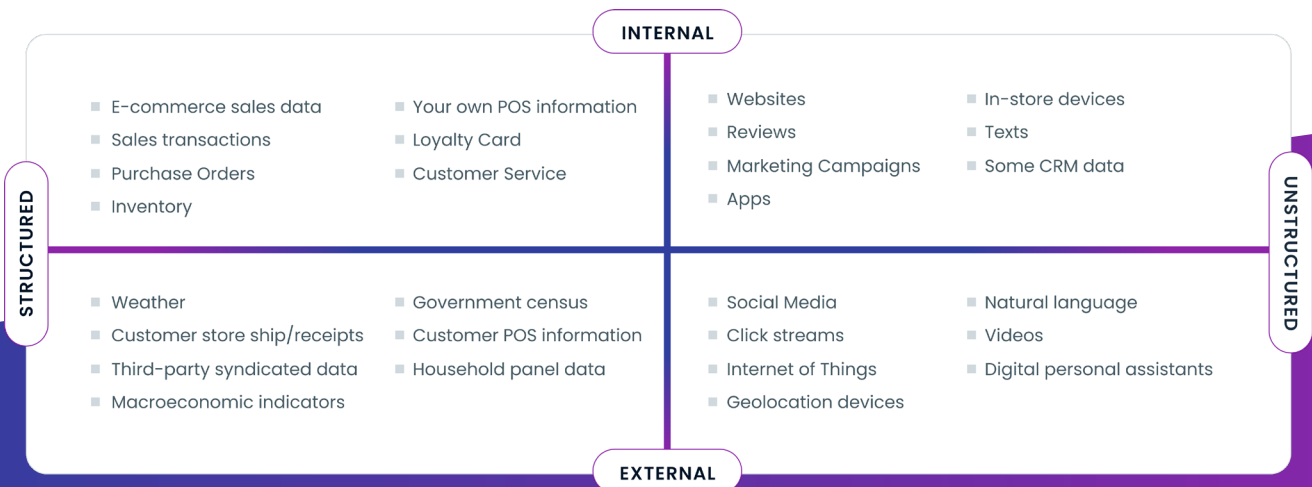 INTERNAL
E-commerce sales data
Sales transactions
Purchase Orders
Inventory
Your own POS information
Loyalty Card
Customer Service
Websites
Reviews
Marketing Campaigns
Apps
In-store devices
Texts
Some CRM data
STRUCTURED
UNSTRUCTURED
Weather
Customer store ship/receipts
Third-party syndicated data
Macroeconomic indicators
Government census
Customer POS information
Household panel data
Social Media
Click streams
Internet of Things
Geolocation devices
Natural language
Videos
Digital personal assistants
EXTERNAL